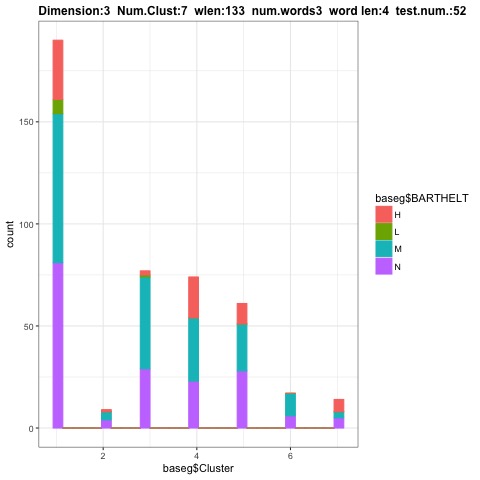 Dimension:3 Num.Clust:7 wlen:133 num.words3 word len:4 test.num.:52
150
100
50
0
count
2 4 6
baseg$Cluster
baseg$BARTHELT
H
L
M
N